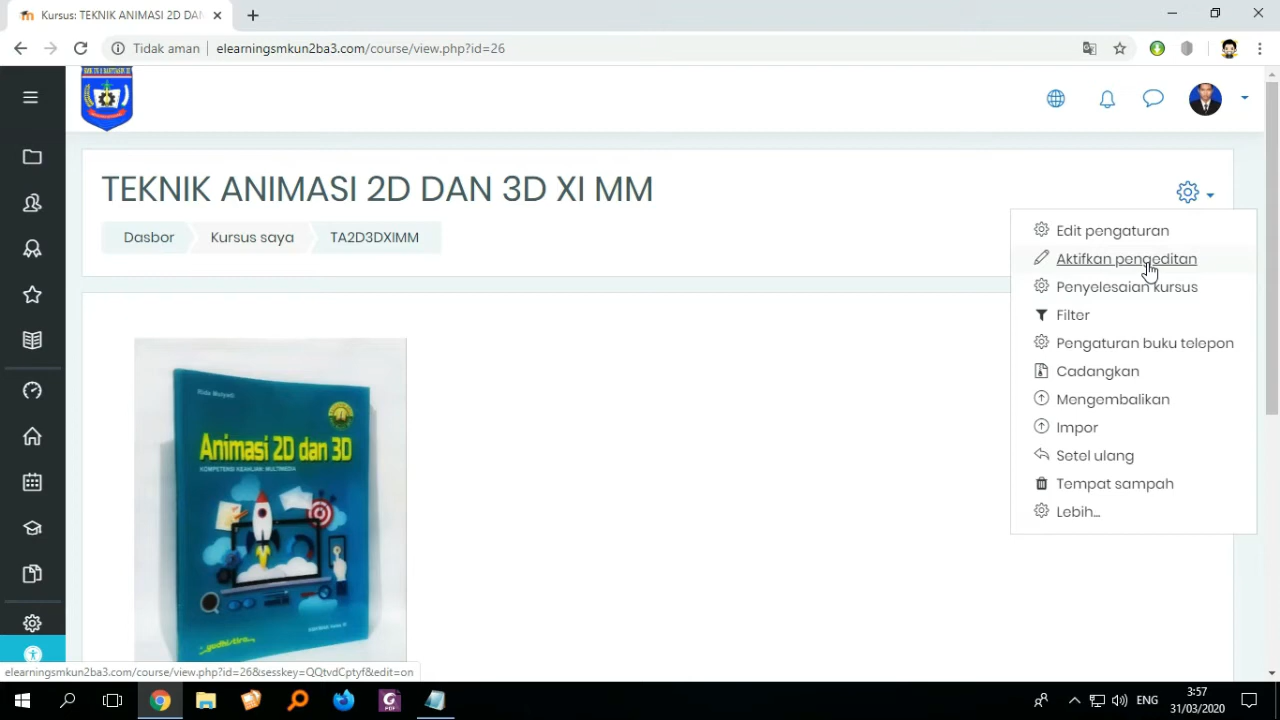 Kursus: TEKNIK ANIMASI 2D DAN
Tidak aman
elearningsmkun2ba3.com/course/view.php?id=26
TEKNIK ANIMASI 2D DAN 3D XI MM
Dasbor
Kursus saya
TA2D3DXIMM
Edit pengaturan
Aktifkan pengeditan
Penyelesaian kursus
Filter
Pengaturan buku telepon
Cadangkan
Mengembalikan
Impor
Setel ulang
Tempat sampah
Lebih...
Animasi 2D dan 3D
KOMPETENSI KEAHLIAN: MULTIMEDIA
elearningsmkun2ba3.com/course/view.php?id=26&sesskey=QQtvdCptyf&edit=on
ENG
3:57
31/03/2020